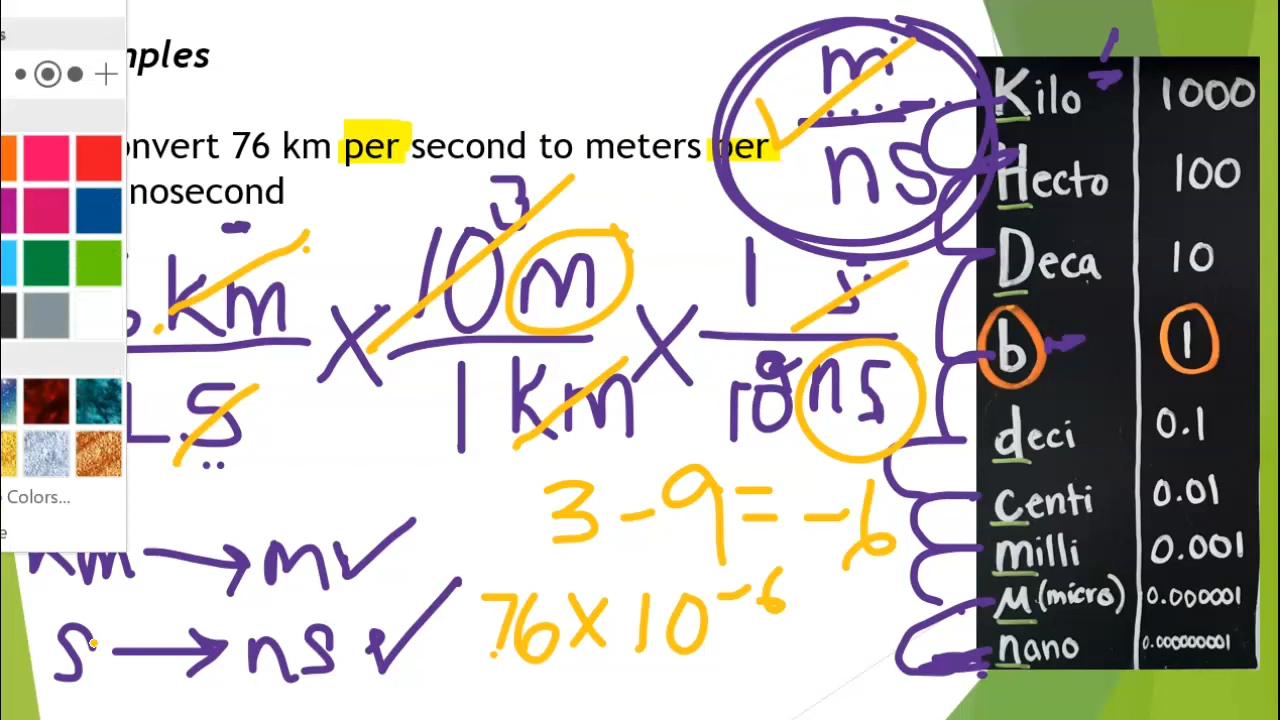 mples
onvert 76 km per second to meters per
nosecond
m
ns
km
1 s
×
10³ m
1 km
×
1 s
10⁹ ns
3 - 9 = -6
km → m ✓
s → ns ✓
76 × 10⁻⁶
o Colors...
Kilo 1000
Hecto 100
Deca 10
b 1
deci 0.1
centi 0.01
milli 0.001
μ (micro) 0.000001
nano 0.000000001